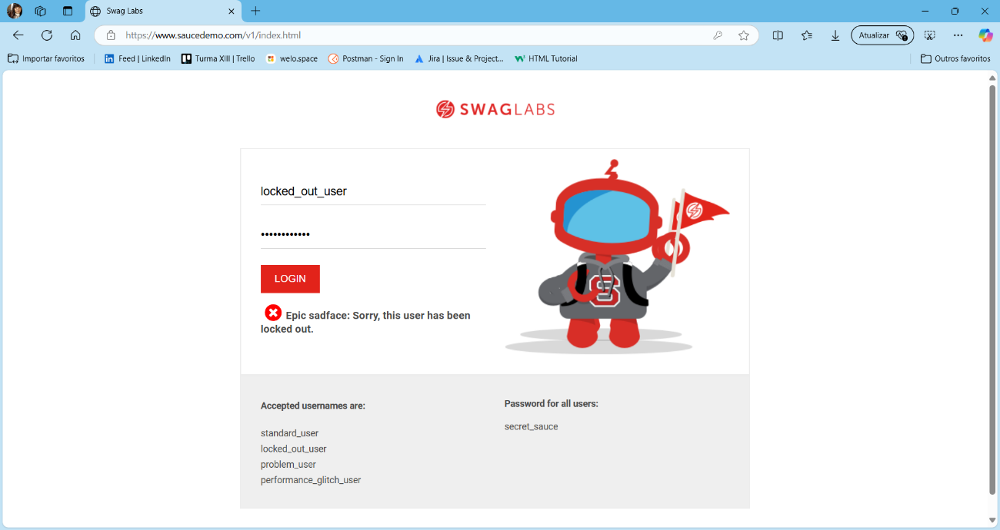 Swag Labs
https://www.saucedemo.com/v1/index.html
Atualizar
Importar favoritos
Feed | LinkedIn
Turma XIII | Trello
welo.space
Postman - Sign In
Jira | Issue & Project...
HTML Tutorial
Outros favoritos
SWAGLABS
locked_out_user
••••••••••••
LOGIN
Epic sadface: Sorry, this user has been
locked out.
S
Accepted usernames are:
standard_user
locked_out_user
problem_user
performance_glitch_user
Password for all users:
secret_sauce